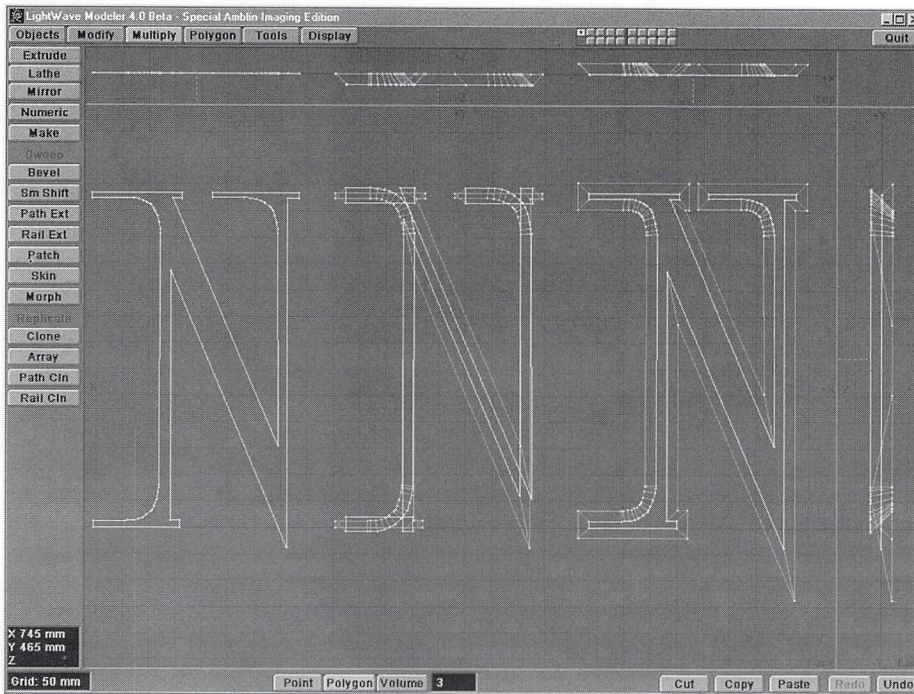 LightWave Modeler 4.0 Beta - Special Amblin Imaging Edition
Objects Modify Multiply Polygon Tools Display Quit
Extrude
Lathe
Mirror
Numeric
Make
Sweep
Bevel
Sm Shift
Path Ext
Rail Ext
Patch
Skin
Morph
Replicate
Clone
Array
Path Cln
Rail Cln
X 745 mm
Y 465 mm
Z
Grid: 50 mm Point Polygon Volume 3 Cut Copy Paste Redo Undo